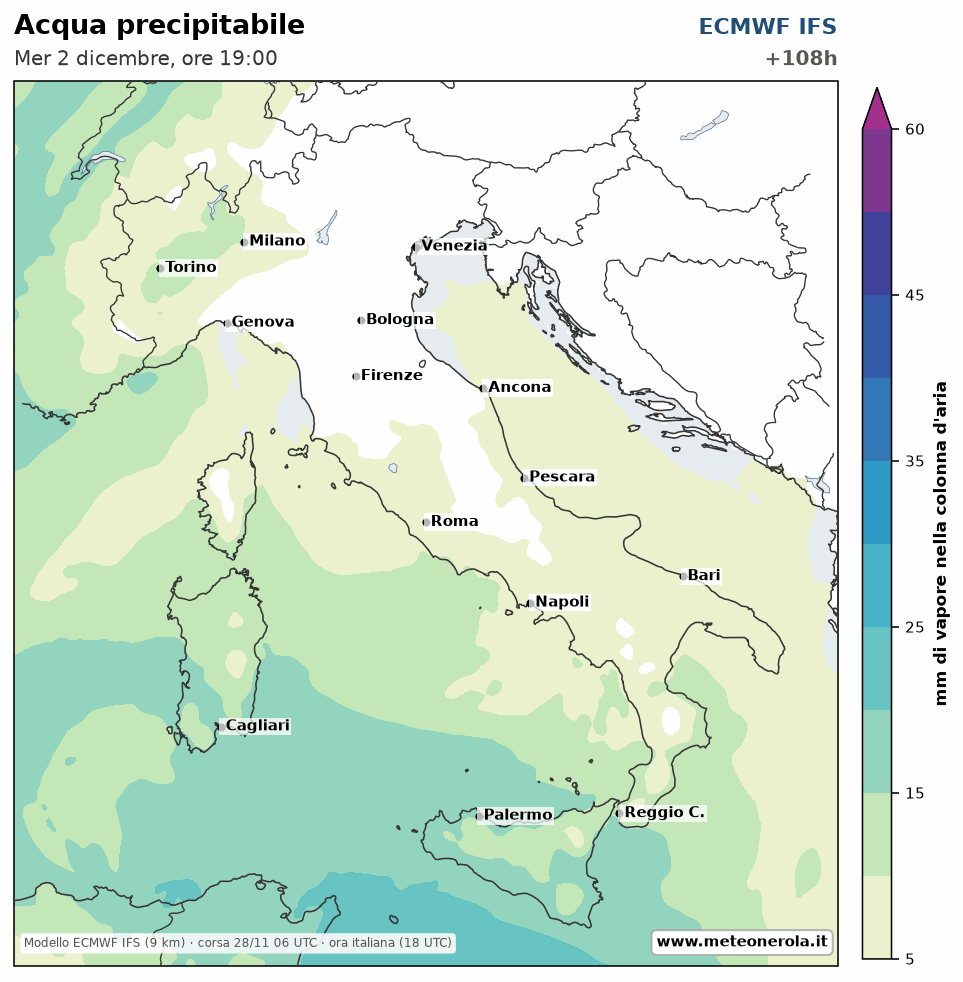 Acqua precipitabile
ECMWF IFS
Mer 2 dicembre, ore 19:00
+108h
60
Milano
Venezia
Torino
45
Genova
Bologna
Firenze
Ancona
mm di vapore nella colonna d'aria
35
Pescara
Roma
Bari
Napoli
25
Cagliari
15
Palermo
Reggio C.
Modello ECMWF IFS (9 km) · corsa 28/11 06 UTC · ora italiana (18 UTC)
www.meteonerola.it
5